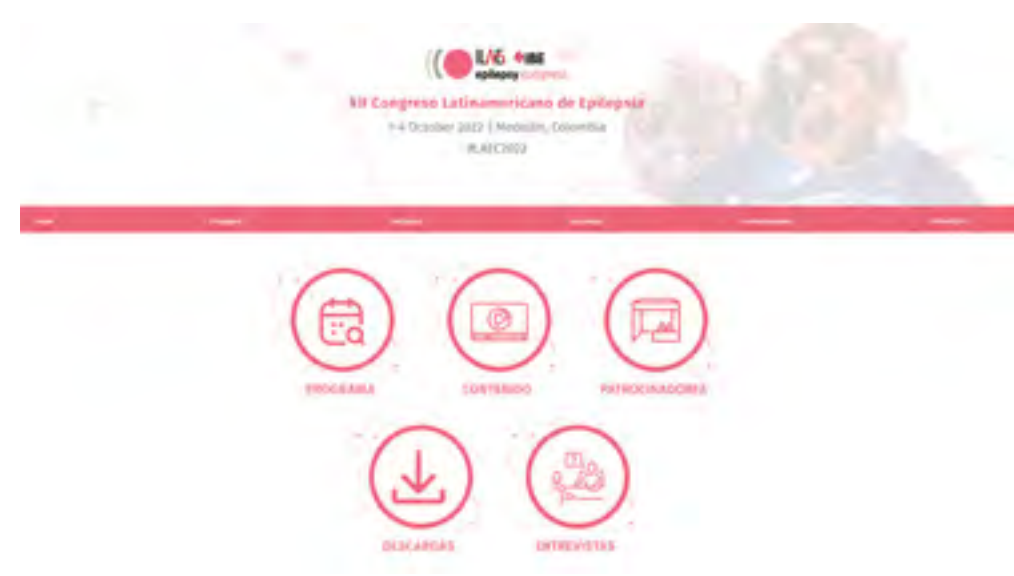 ILAE IBE
epilepsy congress
XII Congreso Latinoamericano de Epilepsia
1-4 October 2022 | Medellín, Colombia
#LAEC2022
PROGRAMA
CONTENIDO
PATROCINADORES
DESCARGAS
ENTREVISTAS